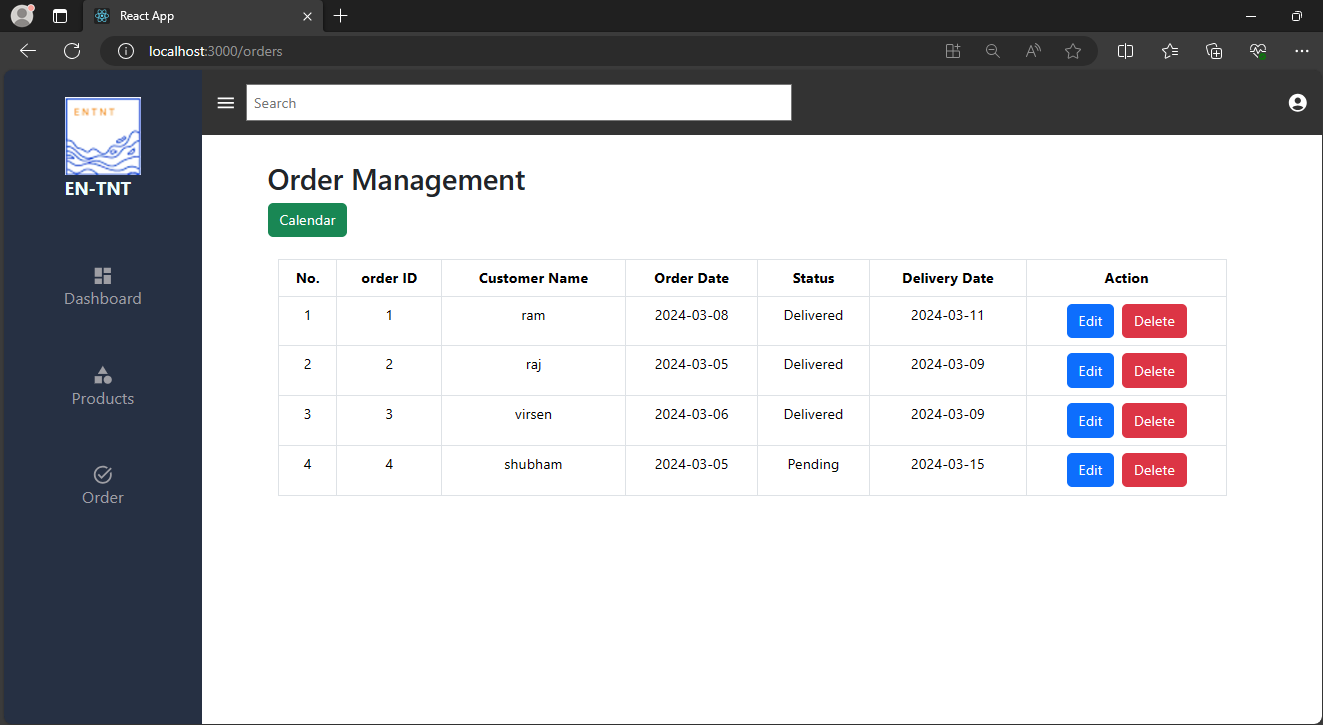 React App
localhost:3000/orders
ENTNT
EN-TNT
Search
Dashboard
Products
Order
Order Management
Calendar
No. order ID Customer Name Order Date Status Delivery Date Action
1 1 ram 2024-03-08 Delivered 2024-03-11 Edit Delete
2 2 raj 2024-03-05 Delivered 2024-03-09 Edit Delete
3 3 virsen 2024-03-06 Delivered 2024-03-09 Edit Delete
4 4 shubham 2024-03-05 Pending 2024-03-15 Edit Delete